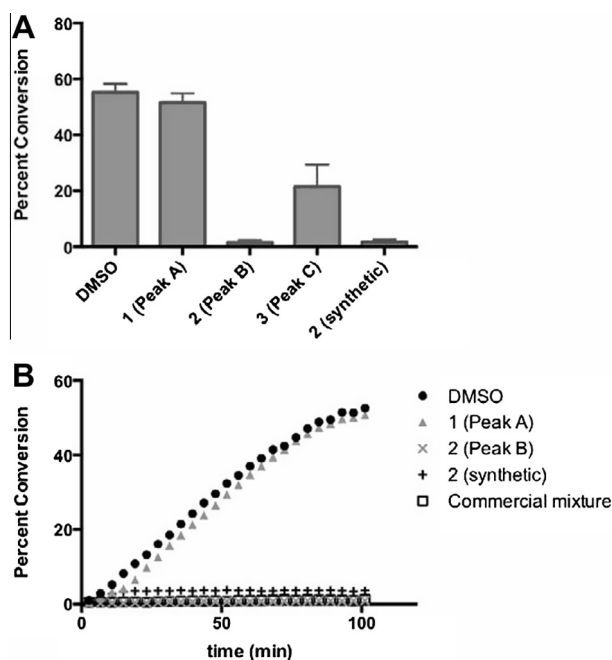 A
Percent Conversion
80
60
40
20
0
DMSO
1 (Peak A)
2 (Peak B)
3 (Peak C)
2 (synthetic)
B
Percent Conversion
60
40
20
0
0
50
100
time (min)
DMSO
1 (Peak A)
2 (Peak B)
2 (synthetic)
Commercial mixture